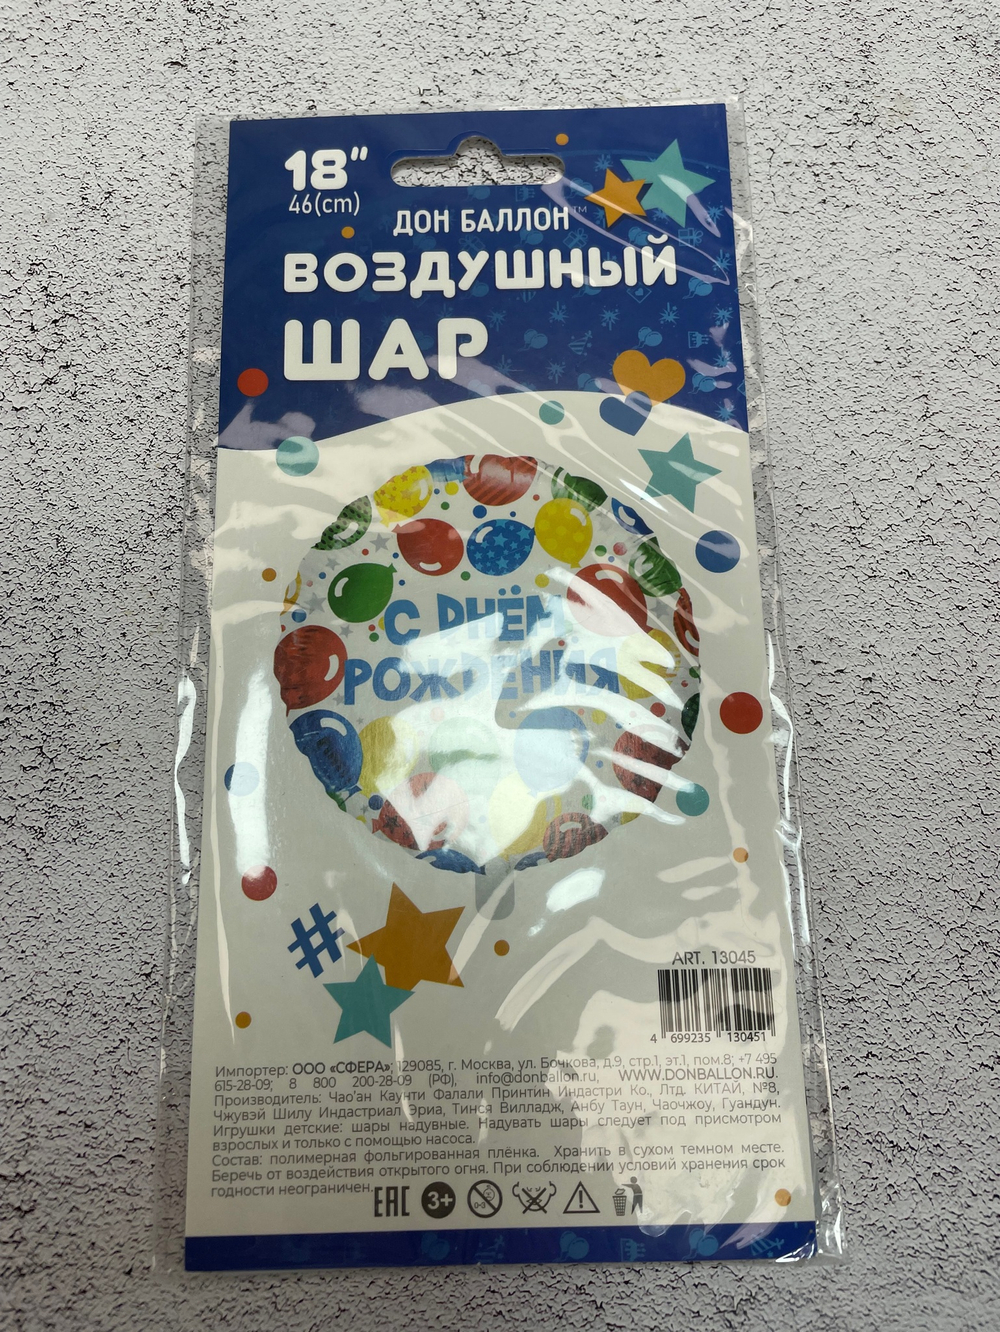 18"
46(cm)
ДОН БАЛЛОН™
ВОЗДУШНЫЙ
ШАР
С ДНЁМ
РОЖДЕНИЯ
#
АРТ. 13045
4 699235 130451
Импортер: ООО «СФЕРА»; 129085, г. Москва, ул. Бочкова, д.9, стр.1, эт.1, пом.8; +7 495
615-28-09; 8 800 200-28-09 (РФ), info@donballon.ru, WWW.DONBALLON.RU.
Производитель: Чао'ан Каунти Фалали Принтин Индастри Ко., Лтд. КИТАЙ, №8,
Чжувэй Шилу Индастриал Эриа, Тинся Вилладж, Анбу Таун, Чаочжоу, Гуандун.
Игрушки детские: шары надувные. Надувать шары следует под присмотром
взрослых и только с помощью насоса.
Состав: полимерная фольгированная плёнка. Хранить в сухом темном месте.
Беречь от воздействия открытого огня. При соблюдении условий хранения срок
годности неограничен.
ЕАС 3+ 0-3